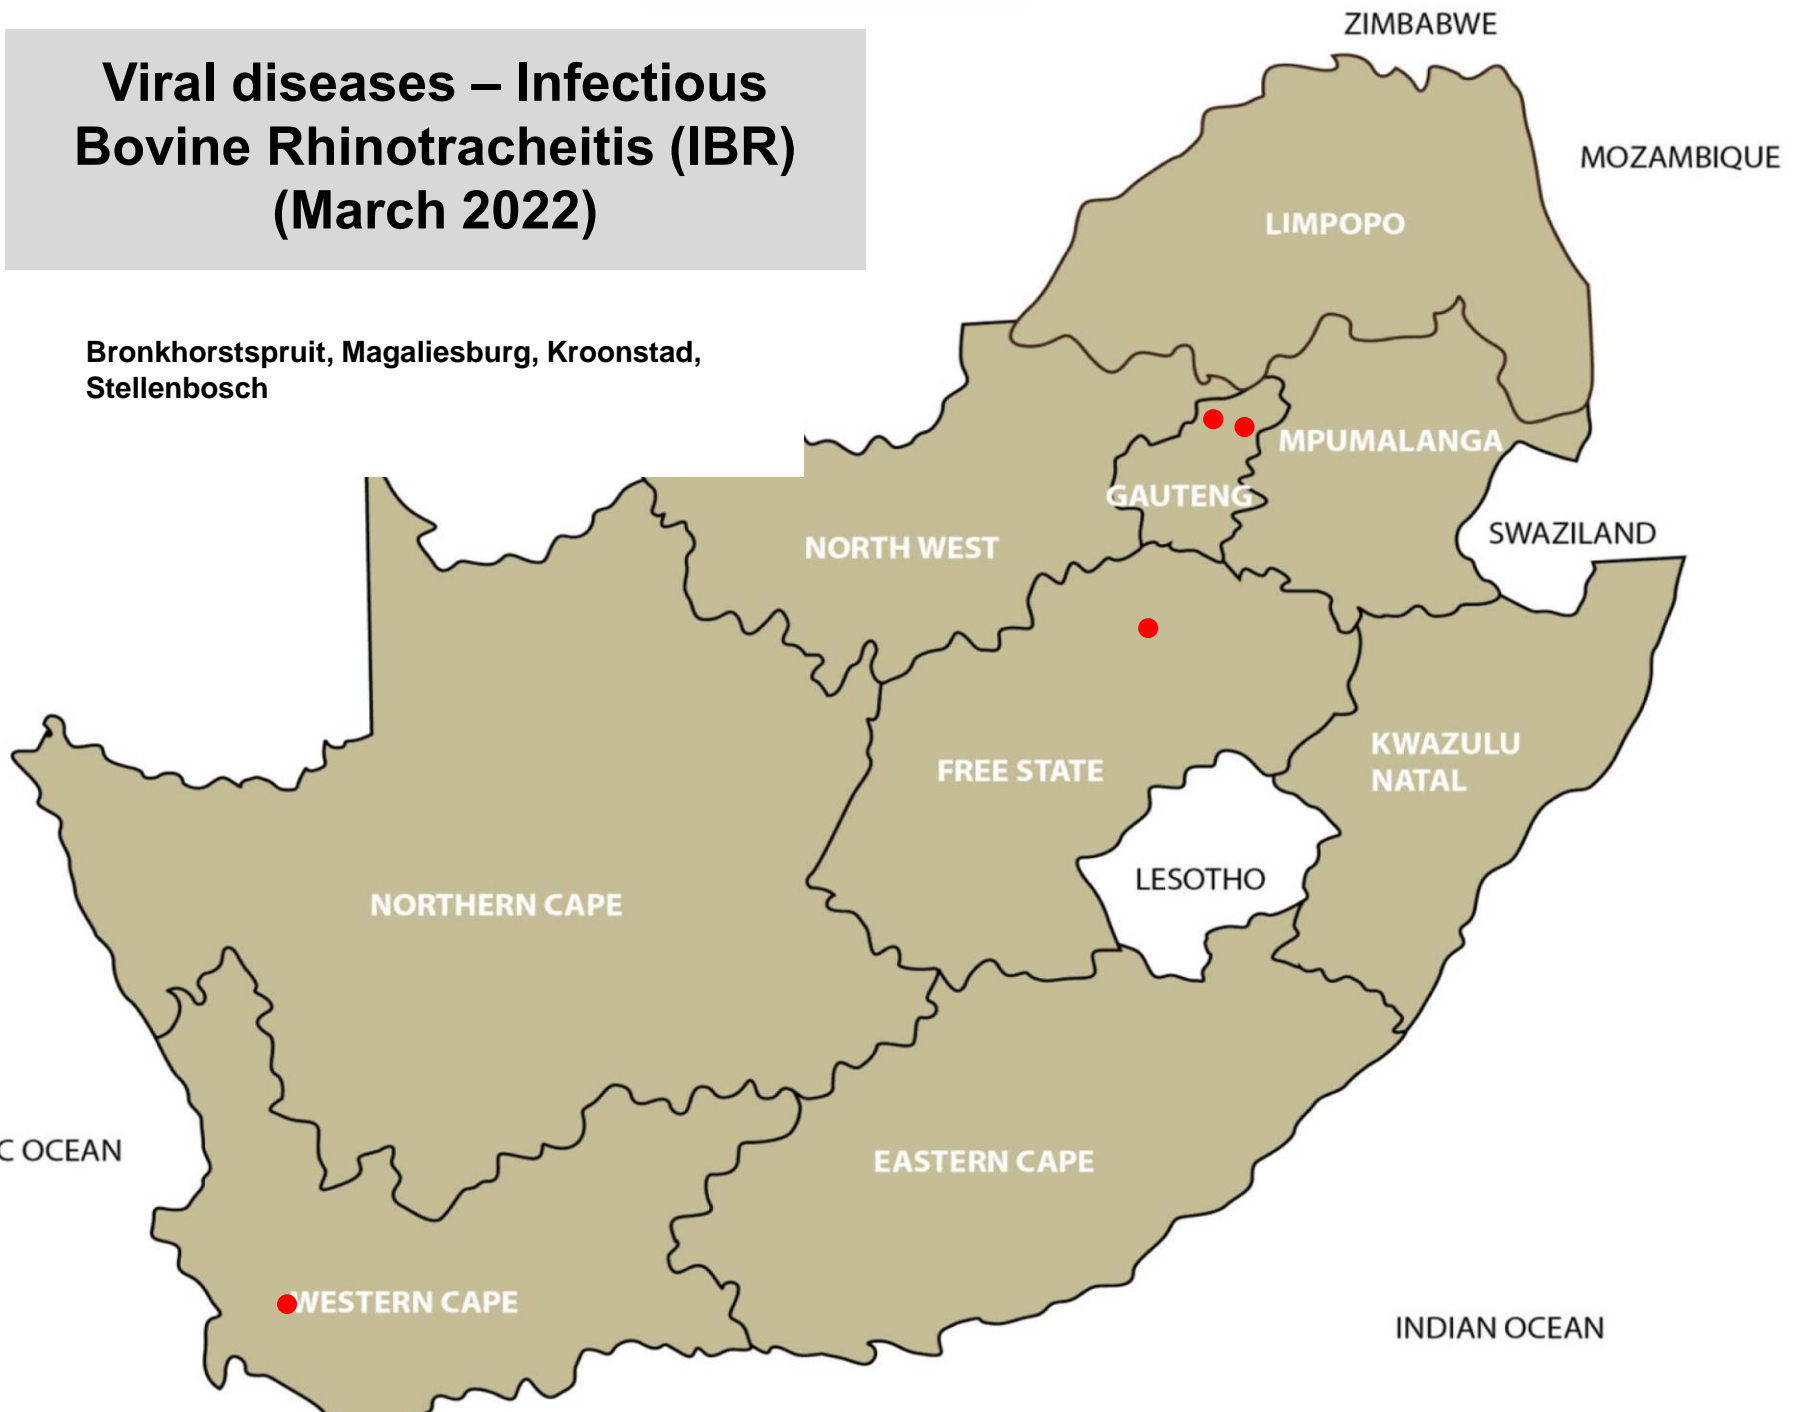 Viral diseases – Infectious
Bovine Rhinotracheitis (IBR)
(March 2022)
Bronkhorstspruit, Magaliesburg, Kroonstad,
Stellenbosch
ZIMBABWE
MOZAMBIQUE
LIMPOPO
MPUMALANGA
GAUTENG
SWAZILAND
NORTH WEST
KWAZULU
NATAL
FREE STATE
LESOTHO
NORTHERN CAPE
C OCEAN
EASTERN CAPE
WESTERN CAPE
INDIAN OCEAN